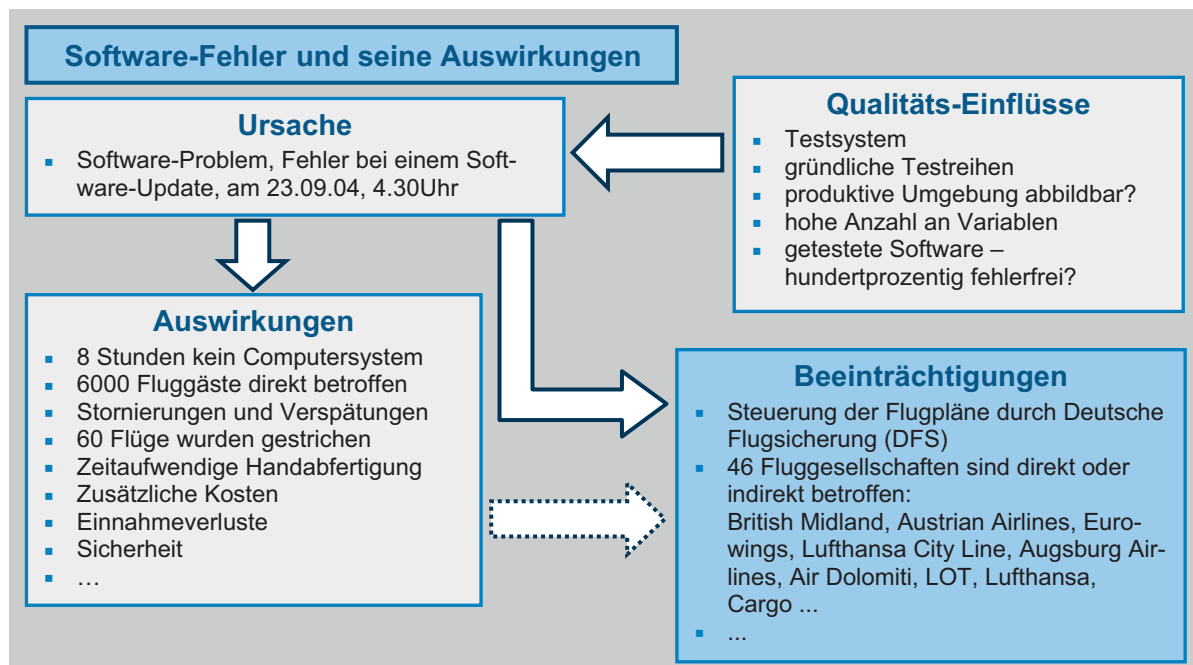 Software-Fehler und seine Auswirkungen
Ursache
▪ Software-Problem, Fehler bei einem Soft-
ware-Update, am 23.09.04, 4.30Uhr
Qualitäts-Einflüsse
▪ Testsystem
▪ gründliche Testreihen
▪ produktive Umgebung abbildbar?
▪ hohe Anzahl an Variablen
▪ getestete Software –
hundertprozentig fehlerfrei?
Auswirkungen
▪ 8 Stunden kein Computersystem
▪ 6000 Fluggäste direkt betroffen
▪ Stornierungen und Verspätungen
▪ 60 Flüge wurden gestrichen
▪ Zeitaufwendige Handabfertigung
▪ Zusätzliche Kosten
▪ Einnahmeverluste
▪ Sicherheit
▪ …
Beeinträchtigungen
▪ Steuerung der Flugpläne durch Deutsche
Flugsicherung (DFS)
▪ 46 Fluggesellschaften sind direkt oder
indirekt betroffen:
British Midland, Austrian Airlines, Euro-
wings, Lufthansa City Line, Augsburg Air-
lines, Air Dolomiti, LOT, Lufthansa,
Cargo ...
▪ ...